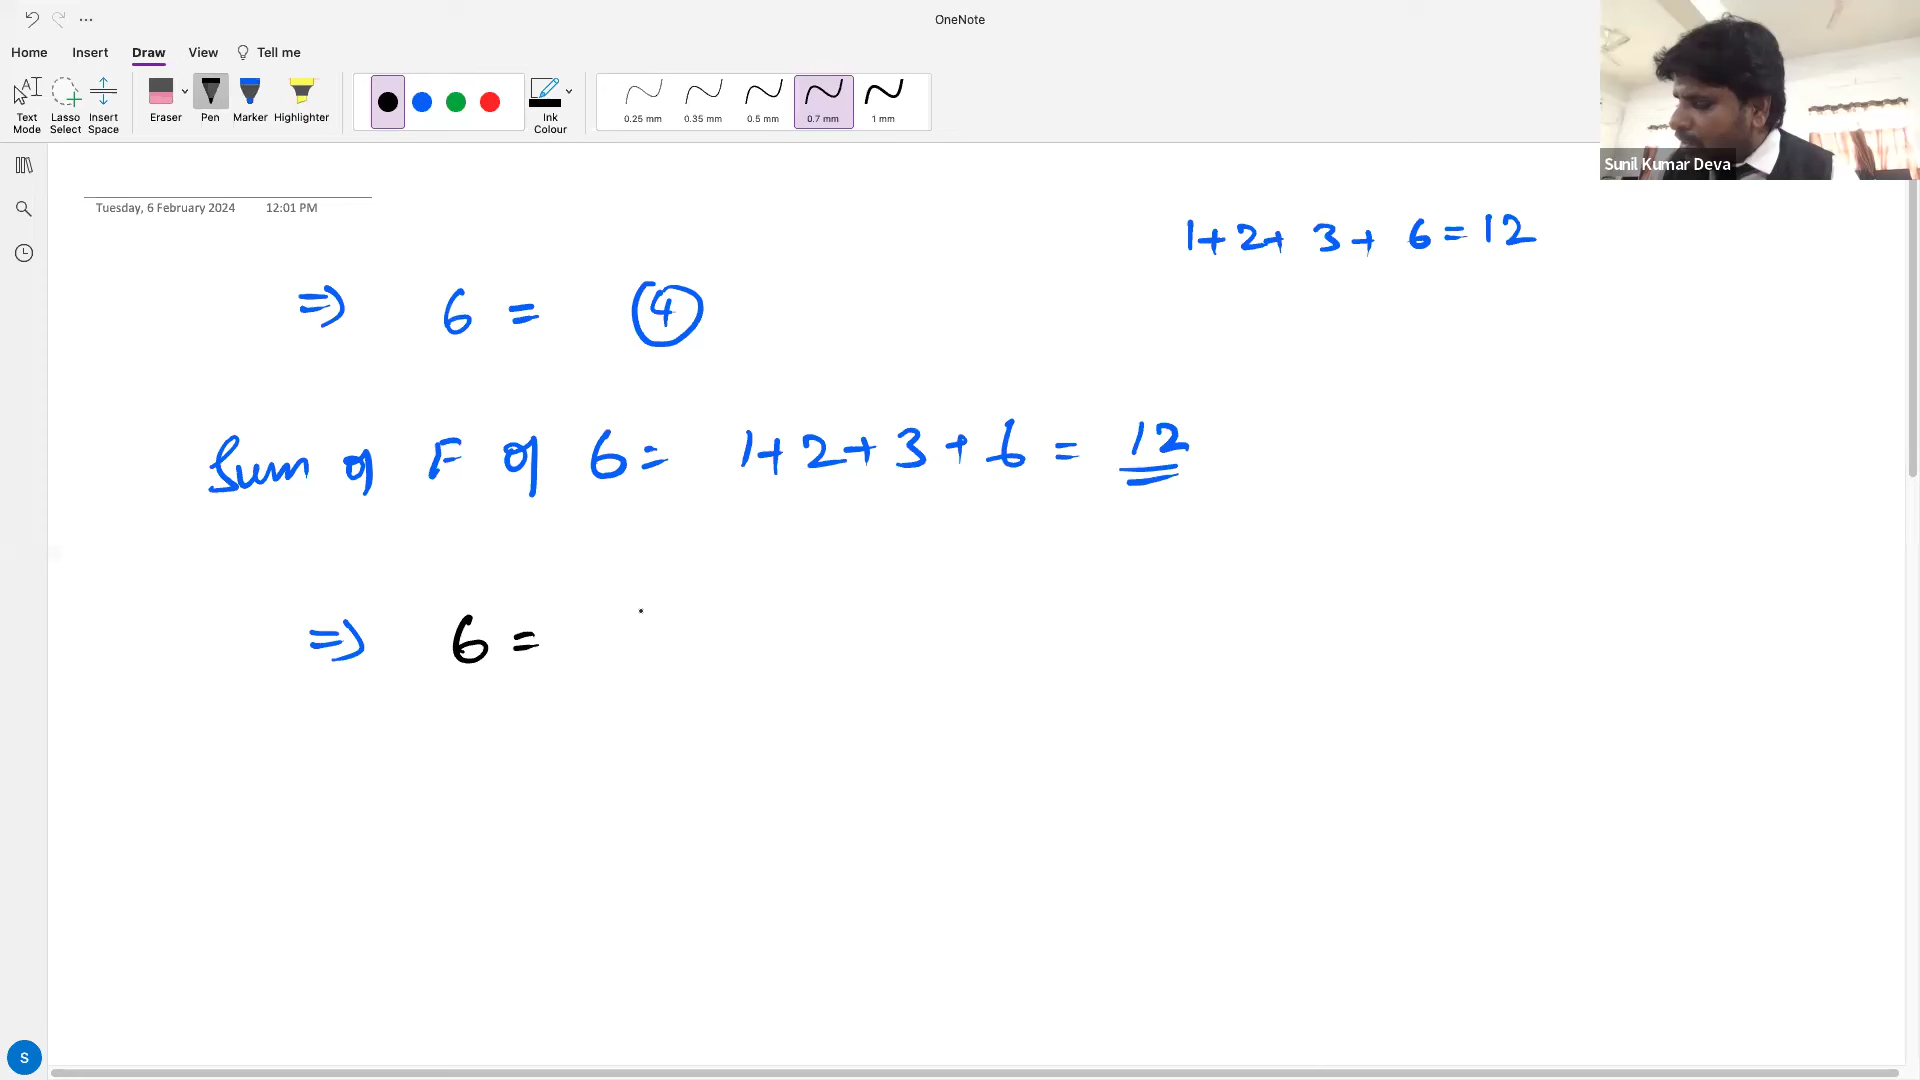 OneNote
Home Insert Draw View Tell me
Text Mode
Lasso Select
Insert Space
Eraser
Pen
Marker
Highlighter
Ink Colour
0.25 mm
0.35 mm
0.5 mm
0.7 mm
1 mm
Sunil Kumar Deva
Tuesday, 6 February 2024 12:01 PM
1+2+ 3+ 6=12
⇒ 6 = 4
Sum of F of 6= 1+2+3+6 = 12
⇒ 6 =
S